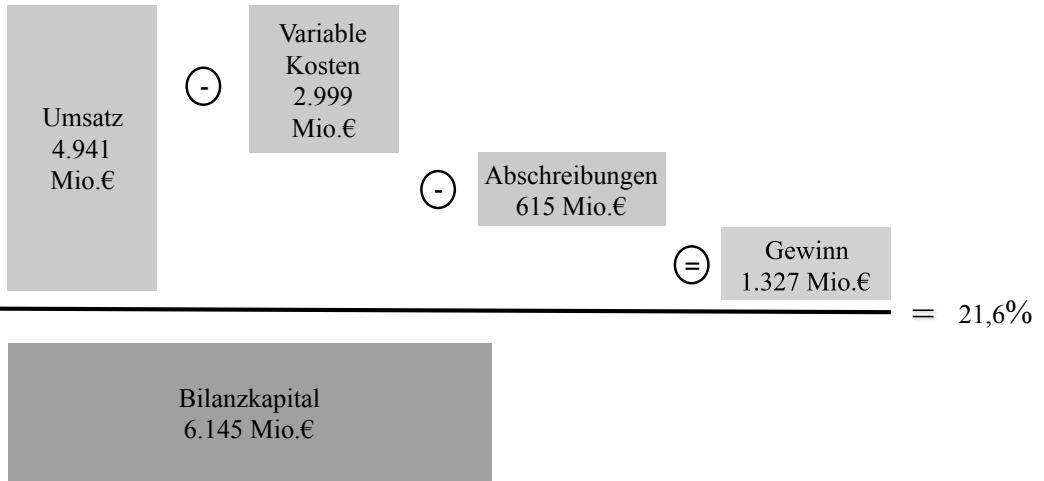 Umsatz
4.941
Mio.€
-
Variable
Kosten
2.999
Mio.€
-
Abschreibungen
615 Mio.€
=
Gewinn
1.327 Mio.€
= 21,6%
Bilanzkapital
6.145 Mio.€